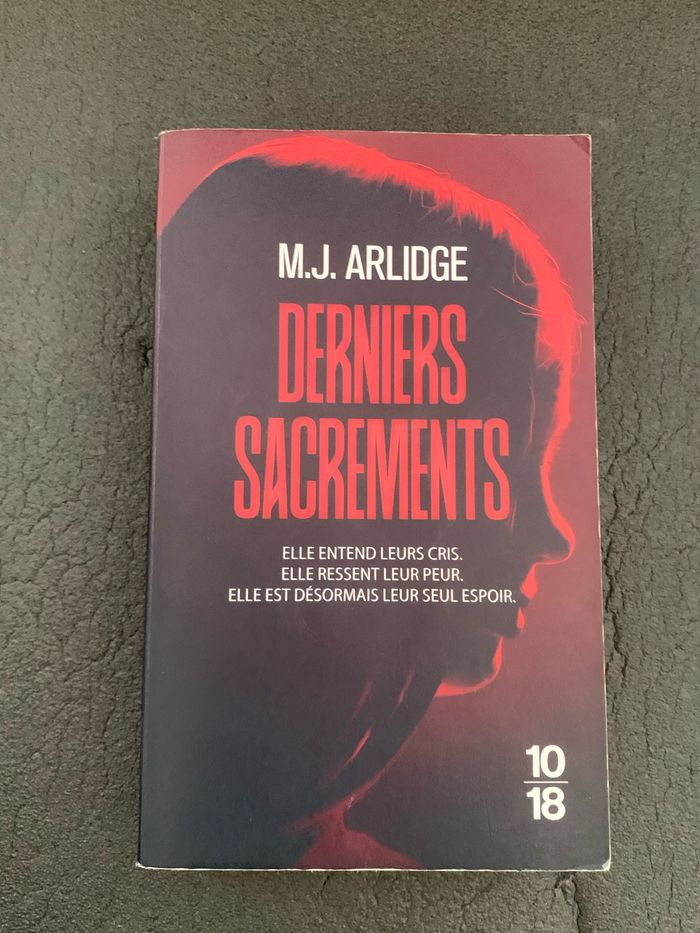 M.J. ARLIDGE
DERNIERS
SACREMENTS
ELLE ENTEND LEURS CRIS.
ELLE RESSENT LEUR PEUR.
ELLE EST DÉSORMAIS LEUR SEUL ESPOIR.
10
18